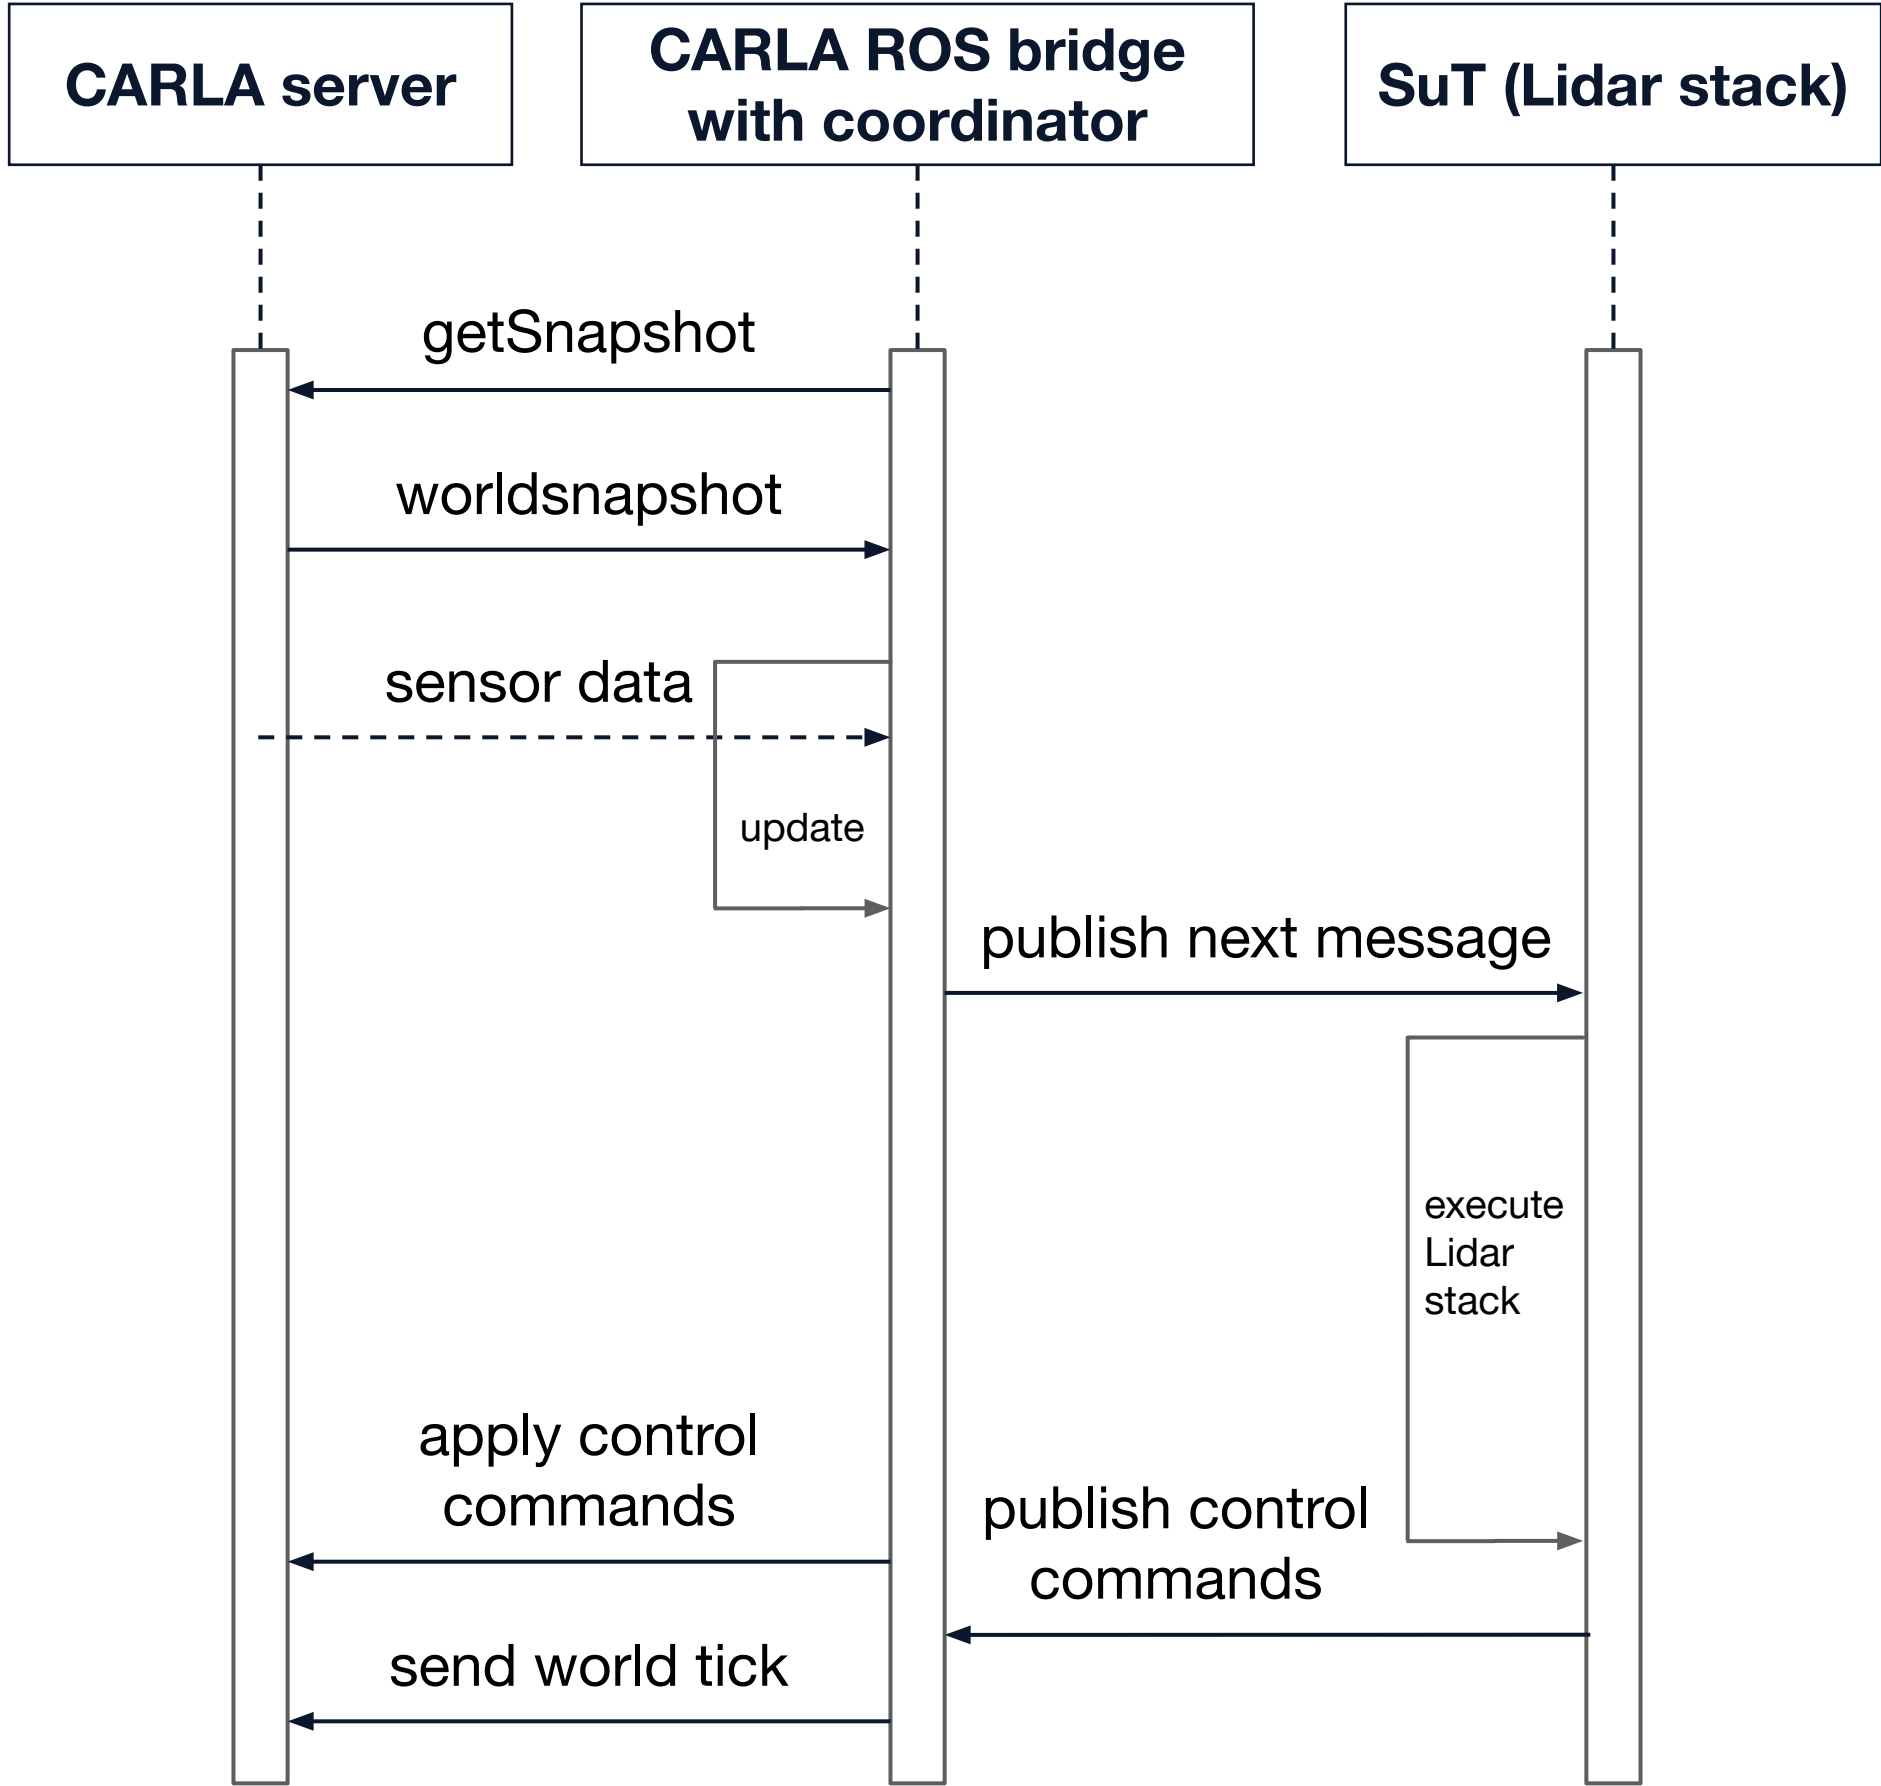 CARLA server
CARLA ROS bridge
with coordinator
SuT (Lidar stack)
getSnapshot
worldsnapshot
sensor data
update
publish next message
execute
Lidar
stack
apply control
commands
publish control
commands
send world tick